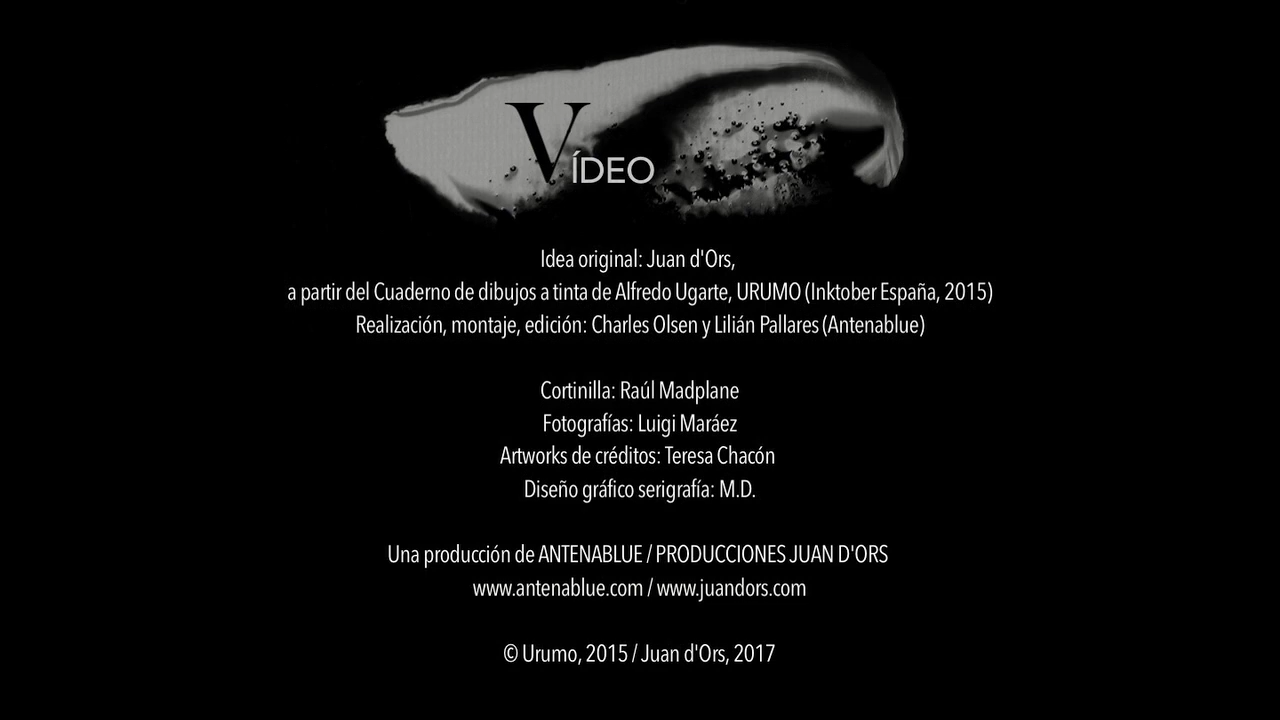 VÍDEO
Idea original: Juan d'Ors,
a partir del Cuaderno de dibujos a tinta de Alfredo Ugarte, URUMO (Inktober España, 2015)
Realización, montaje, edición: Charles Olsen y Lilián Pallares (Antenablue)
Cortinilla: Raúl Madplane
Fotografías: Luigi Maráez
Artworks de créditos: Teresa Chacón
Diseño gráfico serigrafía: M.D.
Una producción de ANTENABLUE / PRODUCCIONES JUAN D'ORS
www.antenablue.com / www.juandors.com
© Urumo, 2015 / Juan d'Ors, 2017